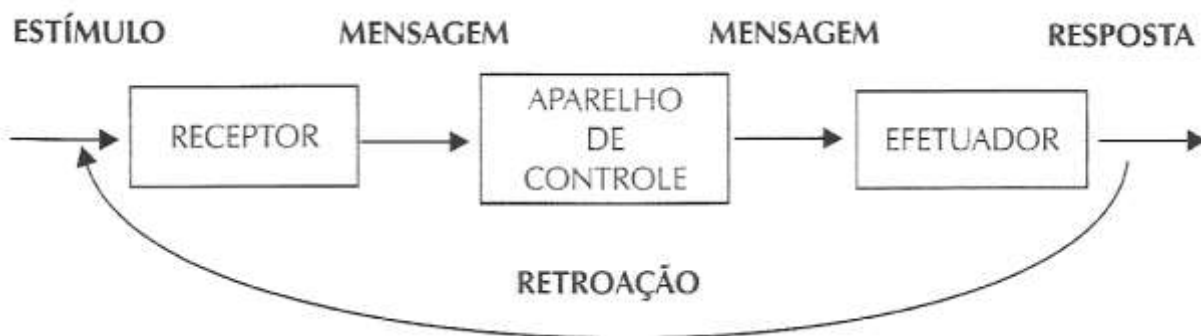 ESTÍMULO MENSAGEM MENSAGEM RESPOSTA
RECEPTOR
APARELHO
DE
CONTROLE
EFETUADOR
RETROAÇÃO